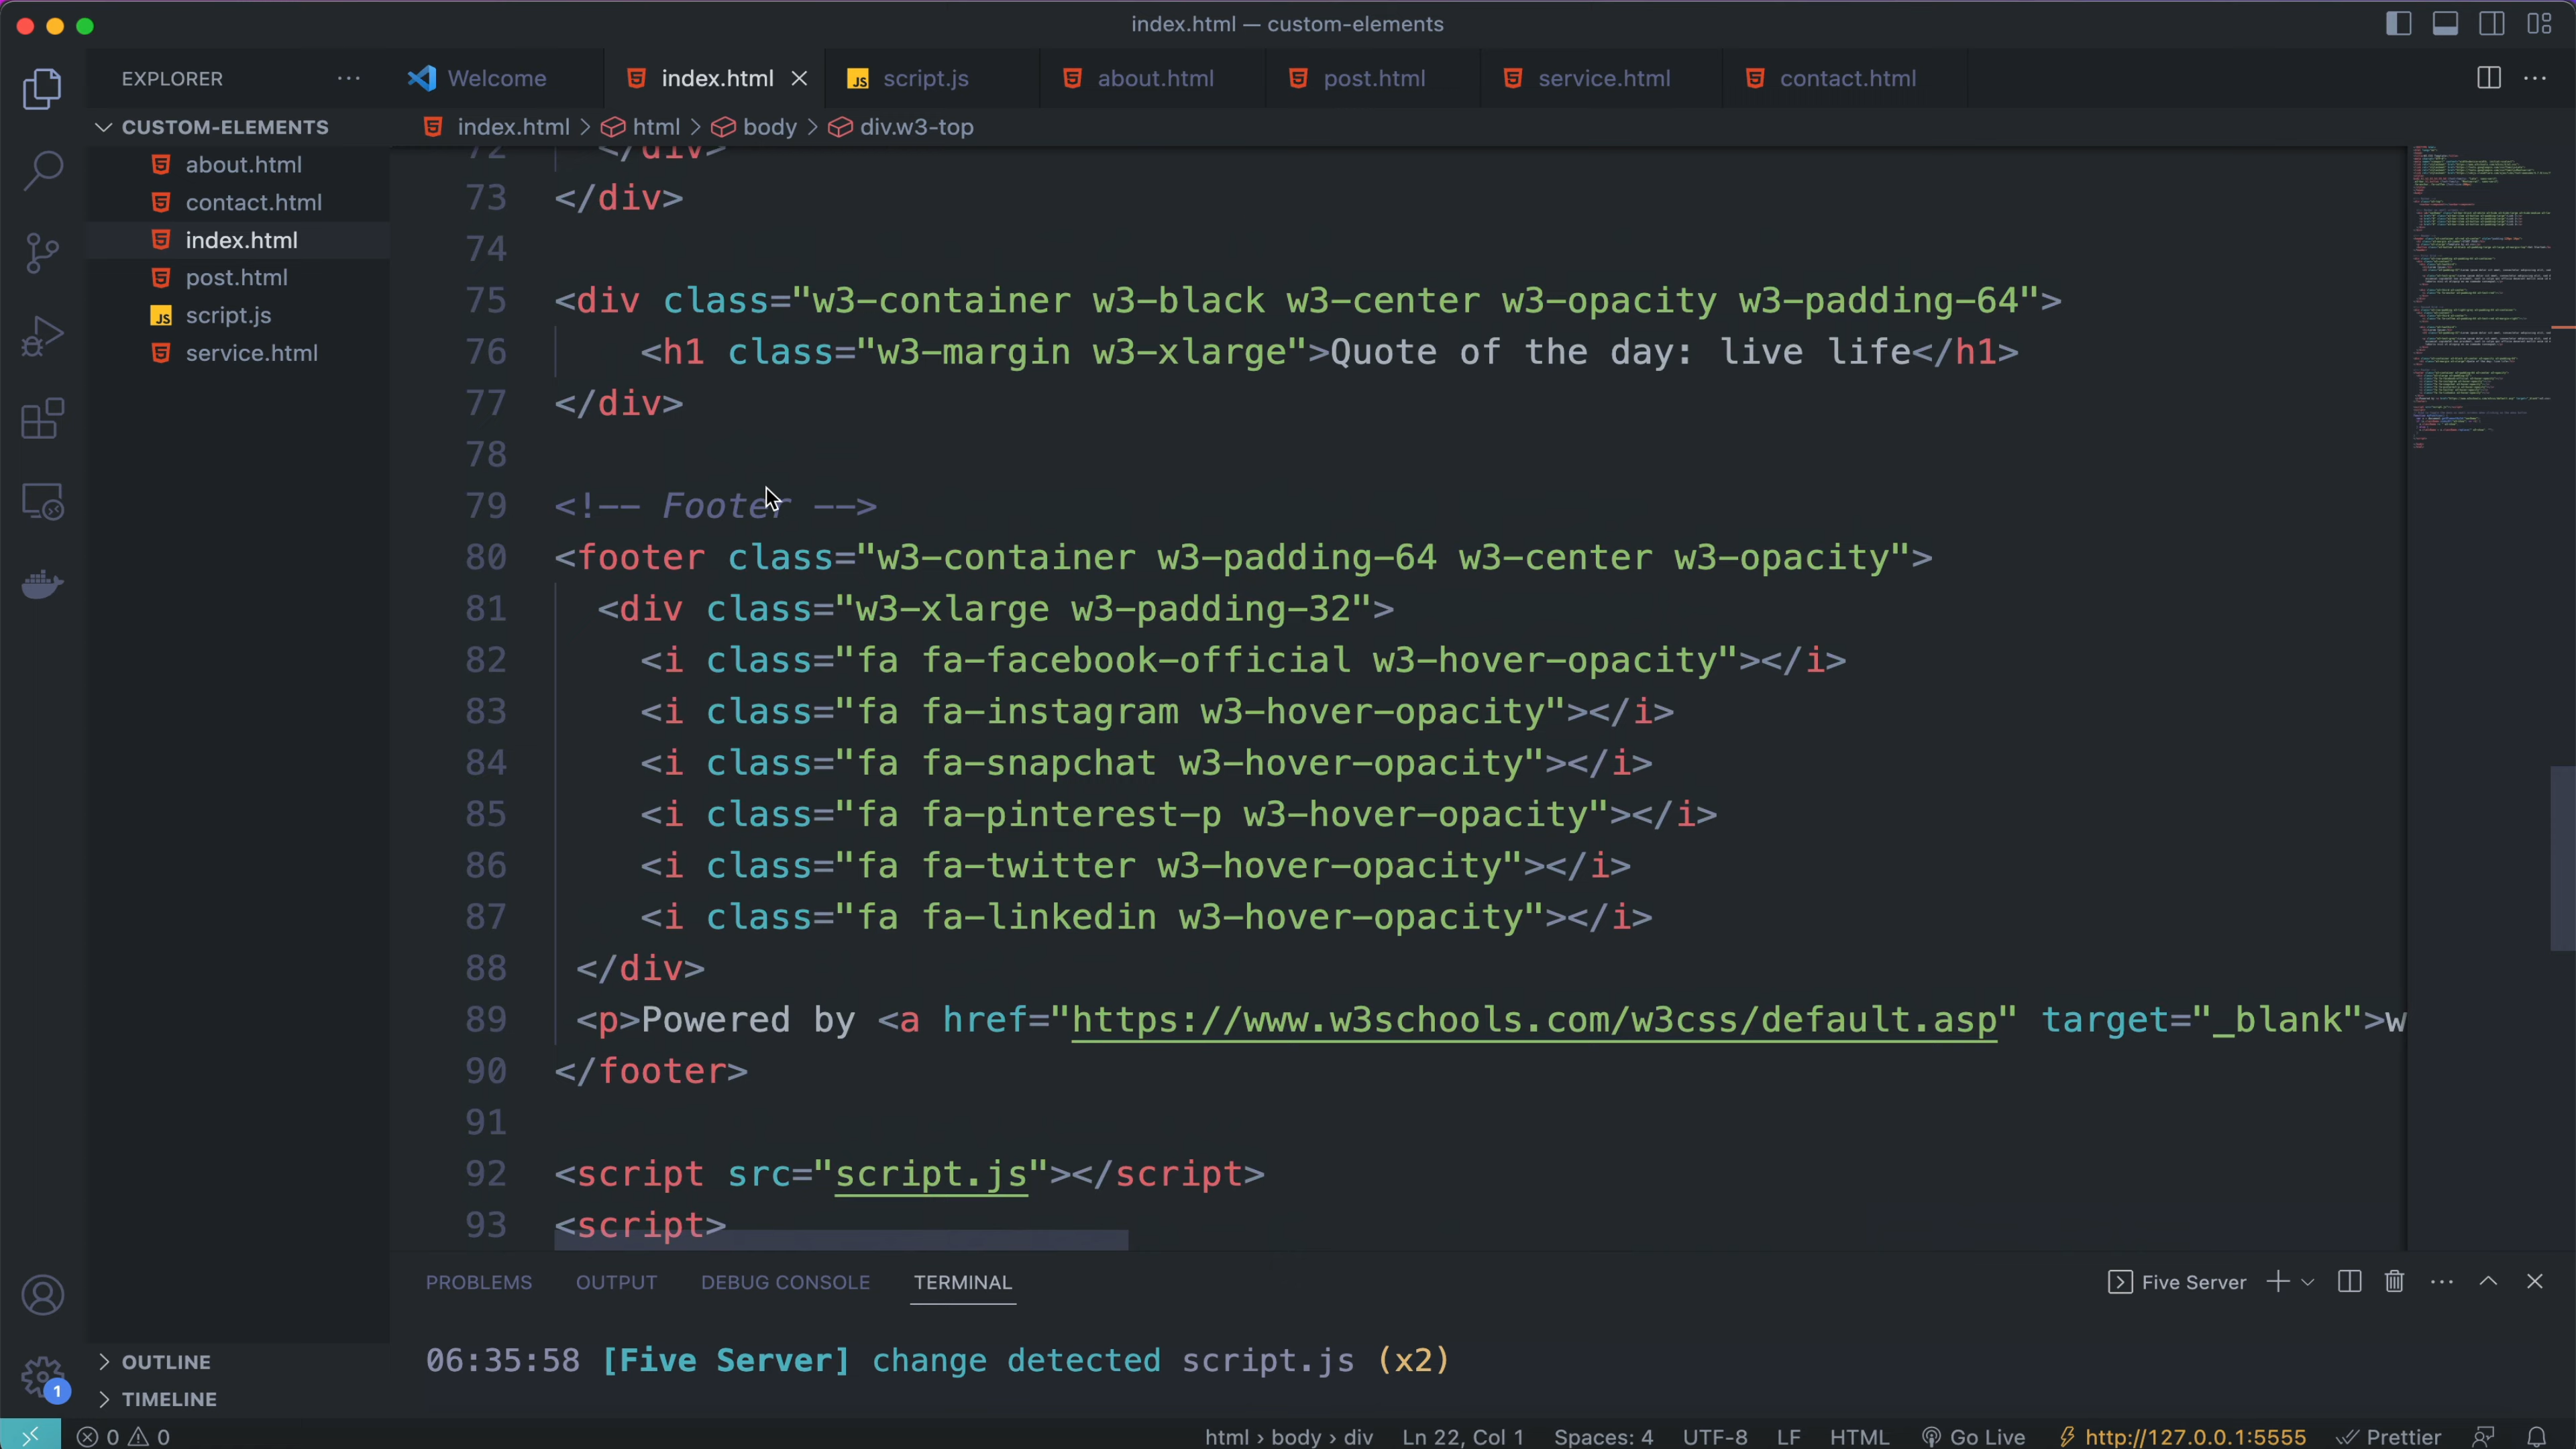 index.html — custom-elements
EXPLORER
Welcome
index.html
script.js
about.html
post.html
service.html
contact.html
CUSTOM-ELEMENTS
about.html
contact.html
index.html
post.html
script.js
service.html
index.html > html > body > div.w3-top
72 </div>
73 </div>
74
75 <div class="w3-container w3-black w3-center w3-opacity w3-padding-64">
76 <h1 class="w3-margin w3-xlarge">Quote of the day: live life</h1>
77 </div>
78
79 <!-- Footer -->
80 <footer class="w3-container w3-padding-64 w3-center w3-opacity">
81 <div class="w3-xlarge w3-padding-32">
82 <i class="fa fa-facebook-official w3-hover-opacity"></i>
83 <i class="fa fa-instagram w3-hover-opacity"></i>
84 <i class="fa fa-snapchat w3-hover-opacity"></i>
85 <i class="fa fa-pinterest-p w3-hover-opacity"></i>
86 <i class="fa fa-twitter w3-hover-opacity"></i>
87 <i class="fa fa-linkedin w3-hover-opacity"></i>
88 </div>
89 <p>Powered by <a href="https://www.w3schools.com/w3css/default.asp" target="_blank">w
90 </footer>
91
92 <script src="script.js"></script>
93 <script>
PROBLEMS OUTPUT DEBUG CONSOLE TERMINAL
Five Server
06:35:58 [Five Server] change detected script.js (x2)
OUTLINE
TIMELINE
1
0 0
html › body › div Ln 22, Col 1 Spaces: 4 UTF-8 LF HTML Go Live http://127.0.0.1:5555 Prettier